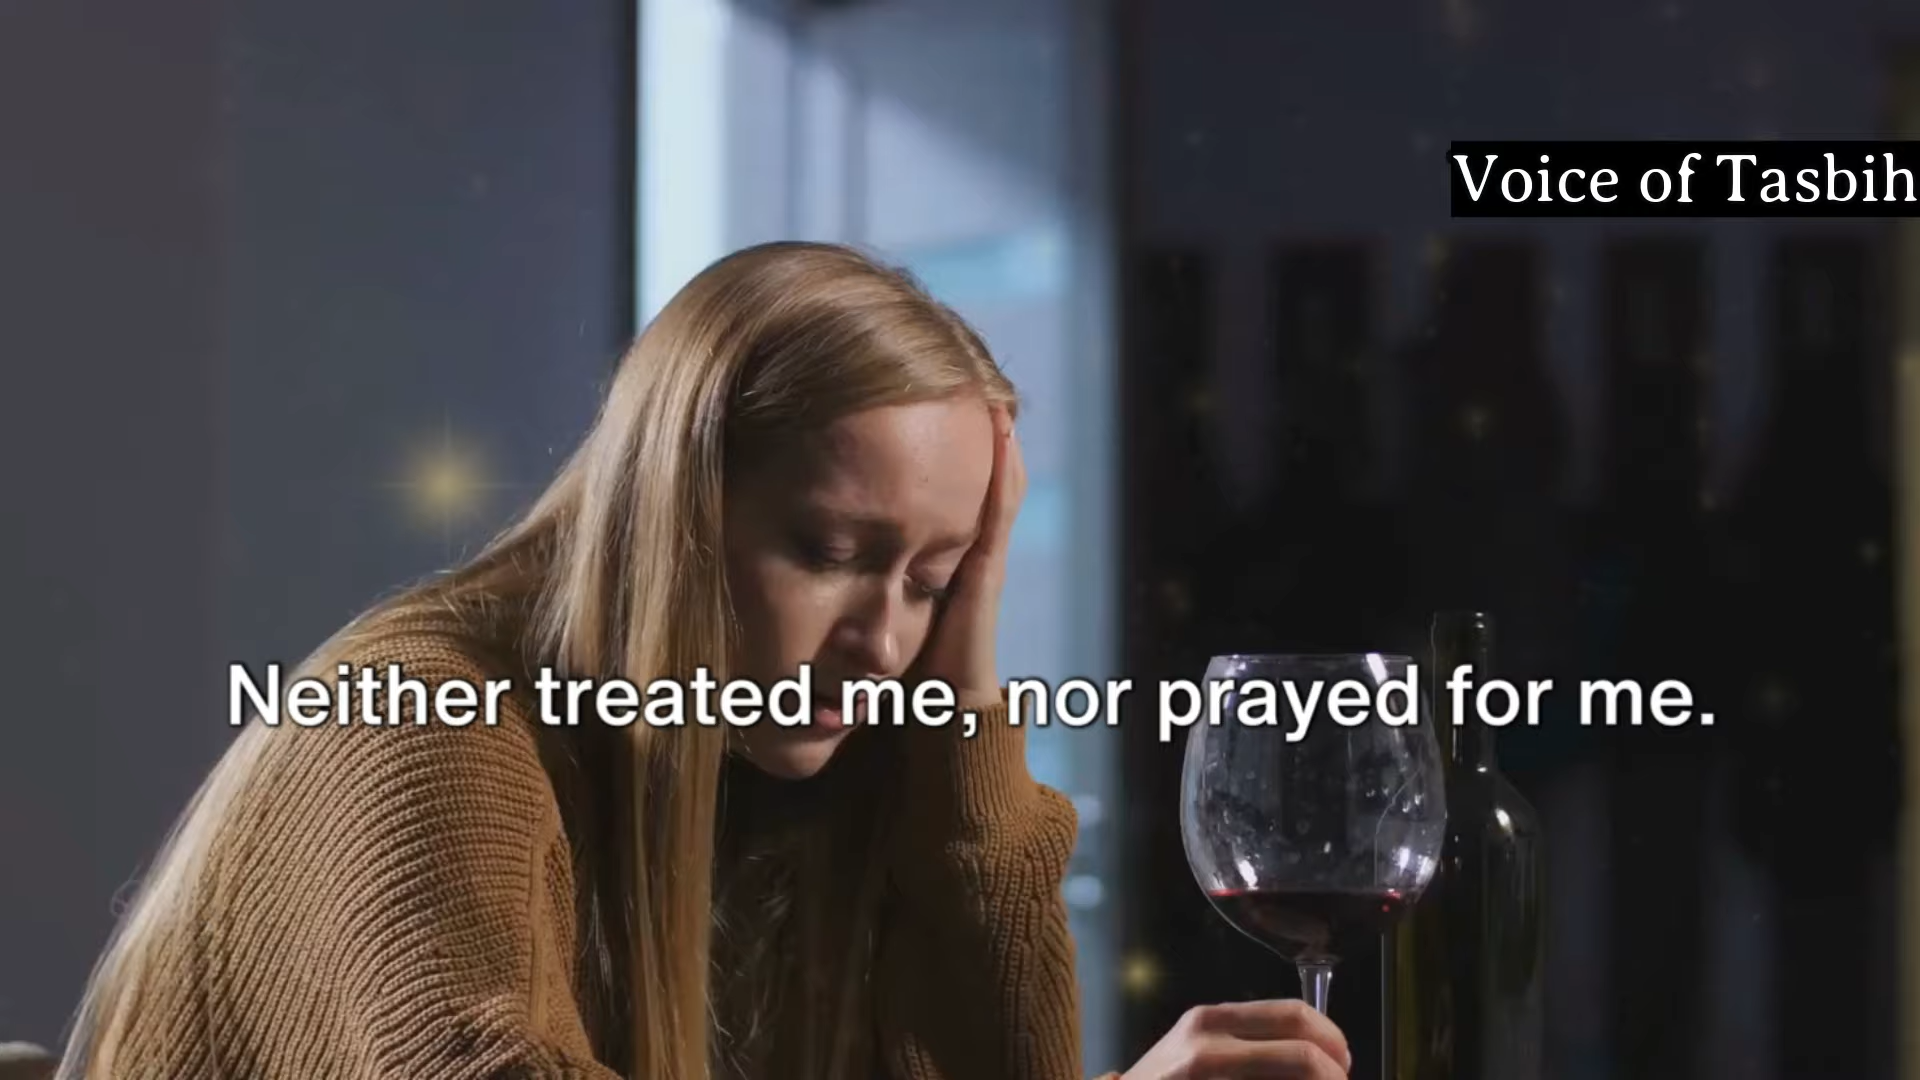 Voice of Tasbih
Neither treated me, nor prayed for me.